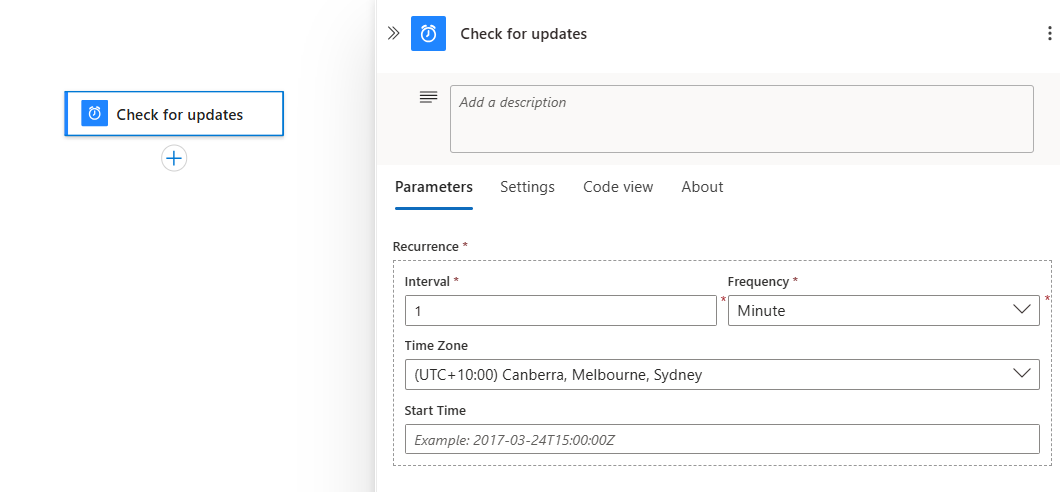 Check for updates
Check for updates
Add a description
Parameters Settings Code view About
Recurrence *
Interval * Frequency *
1 * Minute *
Time Zone
(UTC+10:00) Canberra, Melbourne, Sydney
Start Time
Example: 2017-03-24T15:00:00Z